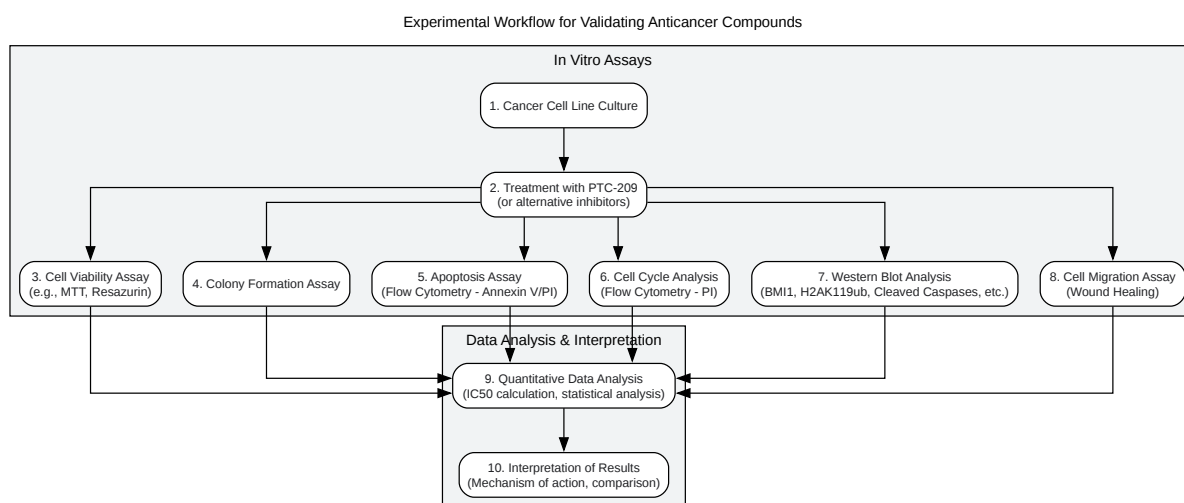 Experimental Workflow for Validating Anticancer Compounds
In Vitro Assays
1. Cancer Cell Line Culture
2. Treatment with PTC-209
(or alternative inhibitors)
3. Cell Viability Assay
(e.g., MTT, Resazurin)
4. Colony Formation Assay
5. Apoptosis Assay
(Flow Cytometry - Annexin V/PI)
6. Cell Cycle Analysis
(Flow Cytometry - PI)
7. Western Blot Analysis
(BMI1, H2AK119ub, Cleaved Caspases, etc.)
8. Cell Migration Assay
(Wound Healing)
Data Analysis & Interpretation
9. Quantitative Data Analysis
(IC50 calculation, statistical analysis)
10. Interpretation of Results
(Mechanism of action, comparison)